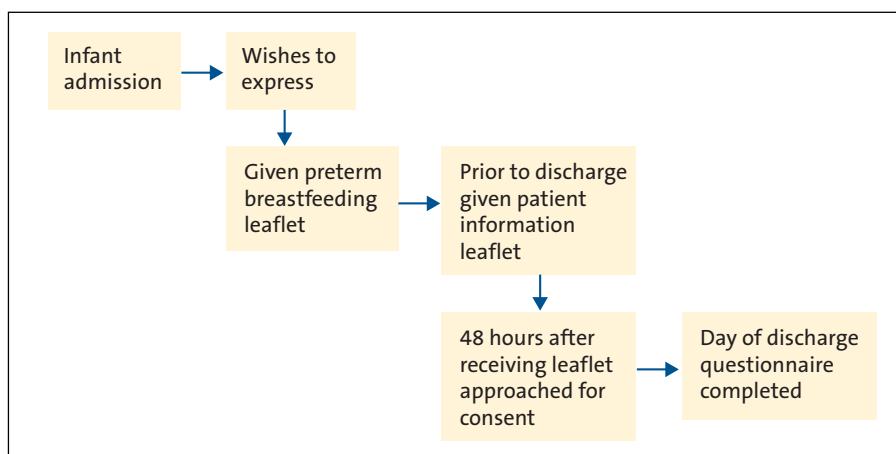 Infant
admission
Wishes to
express
Given preterm
breastfeeding
leaflet
Prior to discharge
given patient
information
leaflet
48 hours after
receiving leaflet
approached for
consent
Day of discharge
questionnaire
completed